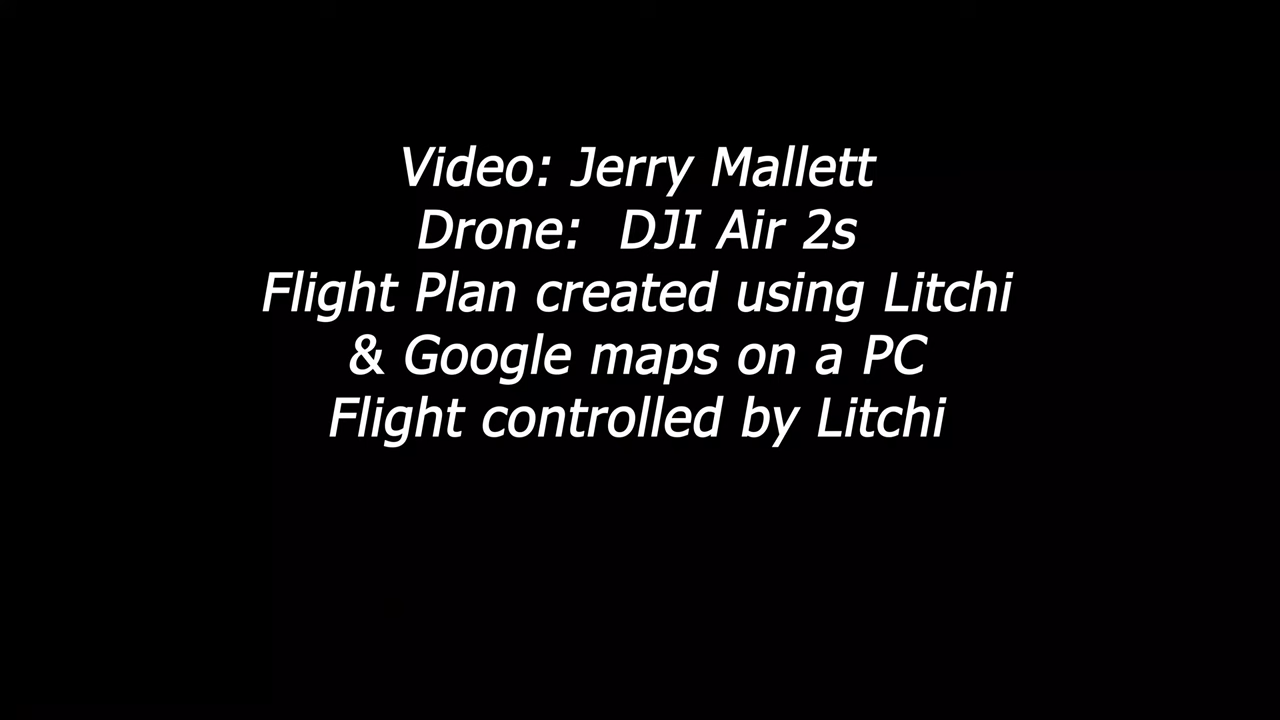 Video: Jerry Mallett
Drone:  DJI Air 2s
Flight Plan created using Litchi
& Google maps on a PC
Flight controlled by Litchi